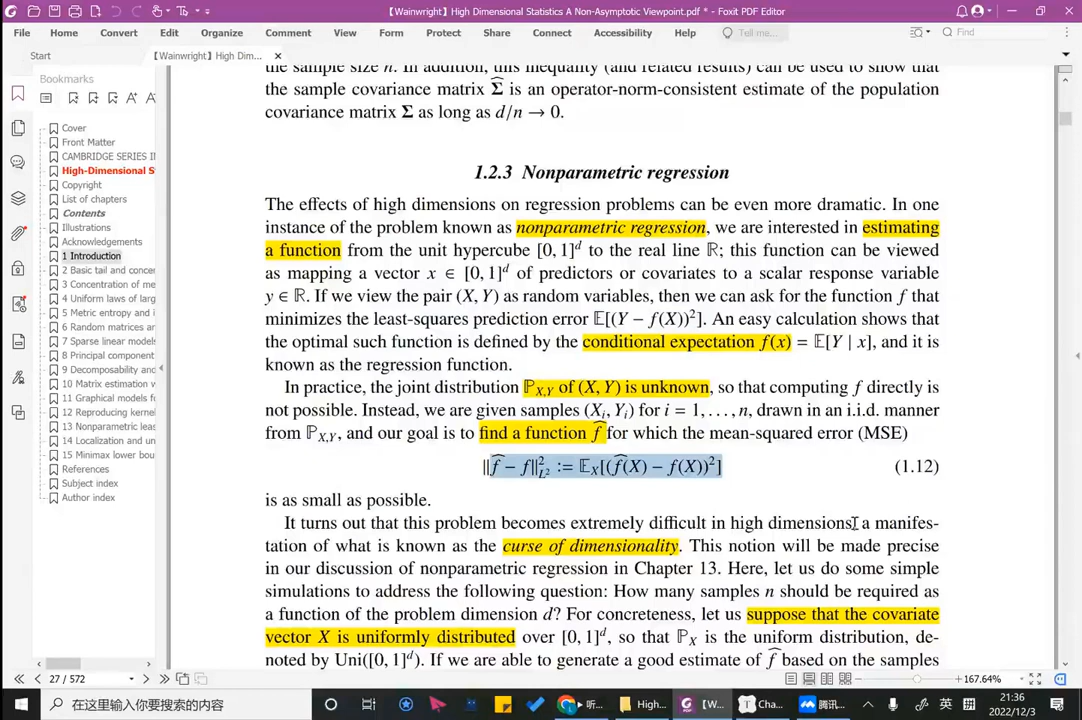 【Wainwright】High Dimensional Statistics A Non-Asymptotic Viewpoint.pdf * - Foxit PDF Editor
File Home Convert Edit Organize Comment View Form Protect Share Connect Accessibility Help Tell me... Find
Start 【Wainwright】High Dim...
Bookmarks
Cover
Front Matter
CAMBRIDGE SERIES IN
High-Dimensional St
Copyright
List of chapters
Contents
Illustrations
Acknowledgements
1 Introduction
2 Basic tail and conce
3 Concentration of me
4 Uniform laws of larg
5 Metric entropy and i
6 Random matrices ar
7 Sparse linear models
8 Principal component
9 Decomposability and
10 Matrix estimation w
11 Graphical models fo
12 Reproducing kernel
13 Nonparametric leas
14 Localization and un
15 Minimax lower bou
References
Subject index
Author index
the sample size n. In addition, this inequality (and related results) can be used to show that
the sample covariance matrix Σ̂ is an operator-norm-consistent estimate of the population
covariance matrix Σ as long as d/n → 0.
1.2.3 Nonparametric regression
The effects of high dimensions on regression problems can be even more dramatic. In one
instance of the problem known as nonparametric regression, we are interested in estimating
a function from the unit hypercube [0, 1]^d to the real line ℝ; this function can be viewed
as mapping a vector x ∈ [0, 1]^d of predictors or covariates to a scalar response variable
y ∈ ℝ. If we view the pair (X, Y) as random variables, then we can ask for the function f that
minimizes the least-squares prediction error 𝔼[(Y − f(X))²]. An easy calculation shows that
the optimal such function is defined by the conditional expectation f(x) = 𝔼[Y | x], and it is
known as the regression function.
In practice, the joint distribution ℙ_{X,Y} of (X, Y) is unknown, so that computing f directly is
not possible. Instead, we are given samples (X_i, Y_i) for i = 1, . . . , n, drawn in an i.i.d. manner
from ℙ_{X,Y}, and our goal is to find a function f̂ for which the mean-squared error (MSE)
‖f̂ − f‖²_{L²} := 𝔼_X[(f̂(X) − f(X))²] (1.12)
is as small as possible.
It turns out that this problem becomes extremely difficult in high dimensions, a manifes-
tation of what is known as the curse of dimensionality. This notion will be made precise
in our discussion of nonparametric regression in Chapter 13. Here, let us do some simple
simulations to address the following question: How many samples n should be required as
a function of the problem dimension d? For concreteness, let us suppose that the covariate
vector X is uniformly distributed over [0, 1]^d, so that ℙ_X is the uniform distribution, de-
noted by Uni([0, 1]^d). If we are able to generate a good estimate of f̂ based on the samples
27 / 572 167.64%
在这里输入你要搜索的内容 听... High... 【W... Cha... 腾讯... 英 21:36
2022/12/3